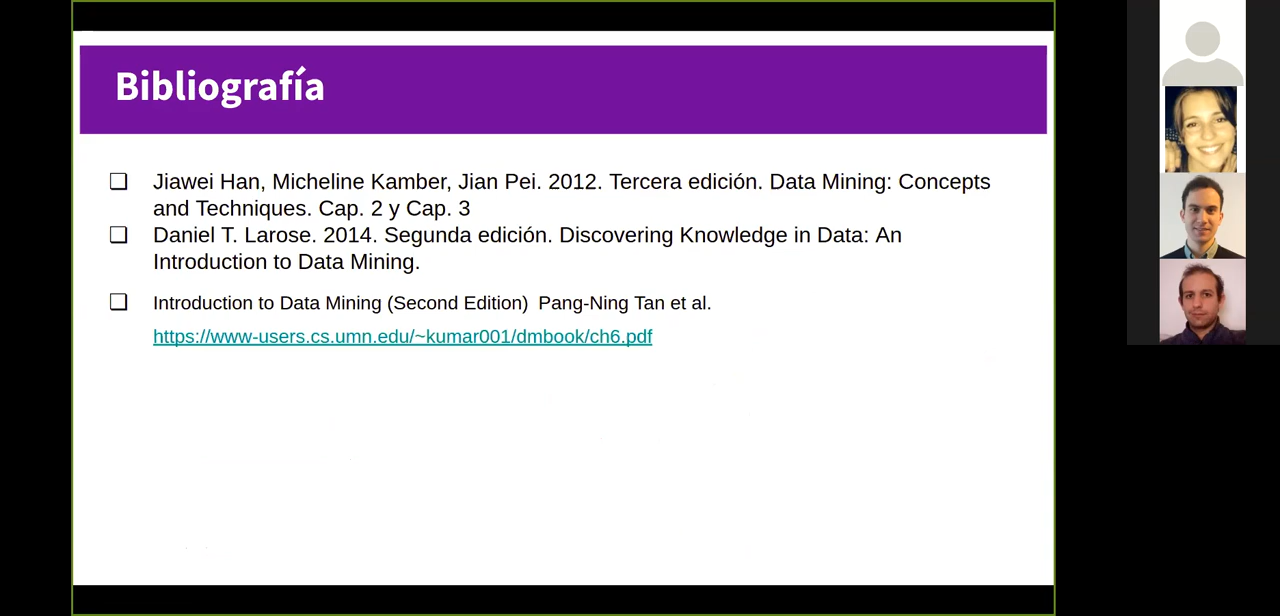 Bibliografía
❑ Jiawei Han, Micheline Kamber, Jian Pei. 2012. Tercera edición. Data Mining: Concepts
and Techniques. Cap. 2 y Cap. 3
❑ Daniel T. Larose. 2014. Segunda edición. Discovering Knowledge in Data: An
Introduction to Data Mining.
❑ Introduction to Data Mining (Second Edition)  Pang-Ning Tan et al.
https://www-users.cs.umn.edu/~kumar001/dmbook/ch6.pdf